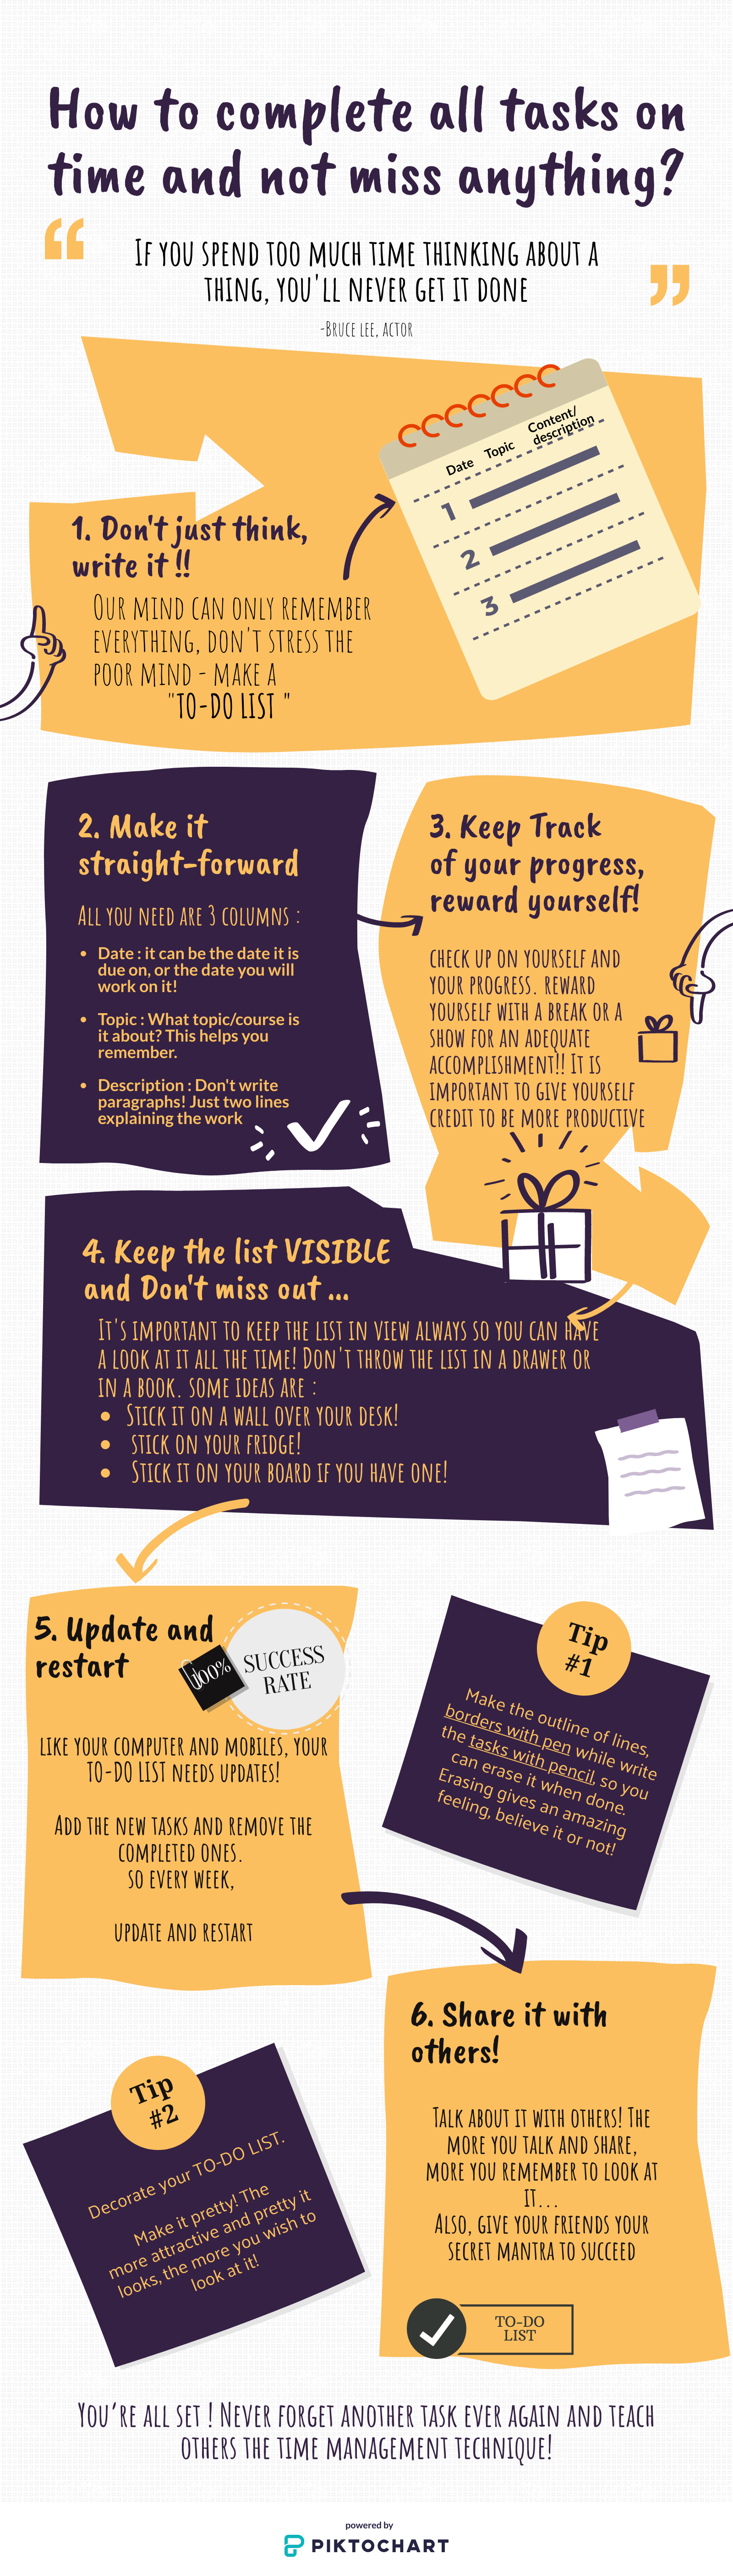 How to complete all tasks on
time and not miss anything?
“
If you spend too much time thinking about a
thing, you'll never get it done
”
-Bruce Lee, actor
Date Topic Content/
description
1
2
3
1. Don't just think,
write it !!
Our mind can only remember
everything, don't stress the
poor mind - make a
"TO-DO LIST "
2. Make it
straight-forward
All you need are 3 columns :
• Date : it can be the date it is
due on, or the date you will
work on it!
• Topic : What topic/course is
it about? This helps you
remember.
• Description : Don't write
paragraphs! Just two lines
explaining the work
3. Keep Track
of your progress,
reward yourself!
check up on yourself and
your progress. reward
yourself with a break or a
show for an adequate
accomplishment!! It is
important to give yourself
credit to be more productive
4. Keep the list VISIBLE
and Don't miss out ...
It's important to keep the list in view always so you can have
a look at it all the time! Don't throw the list in a drawer or
in a book. some ideas are :
• Stick it on a wall over your desk!
• stick on your fridge!
• Stick it on your board if you have one!
5. Update and
restart
100%
SUCCESS
RATE
like your computer and mobiles, your
TO-DO LIST needs updates!
Add the new tasks and remove the
completed ones.
so every week,
update and restart
Tip
#1
Make the outline of lines,
borders with pen while write
the tasks with pencil, so you
can erase it when done.
Erasing gives an amazing
feeling, believe it or not!
6. Share it with
others!
Talk about it with others! The
more you talk and share,
more you remember to look at
it...
Also, give your friends your
secret mantra to succeed
TO-DO
LIST
Tip
#2
Decorate your TO-DO LIST.
Make it pretty! The
more attractive and pretty it
looks, the more you wish to
look at it!
You're all set ! Never forget another task ever again and teach
others the time management technique!
powered by
PIKTOCHART